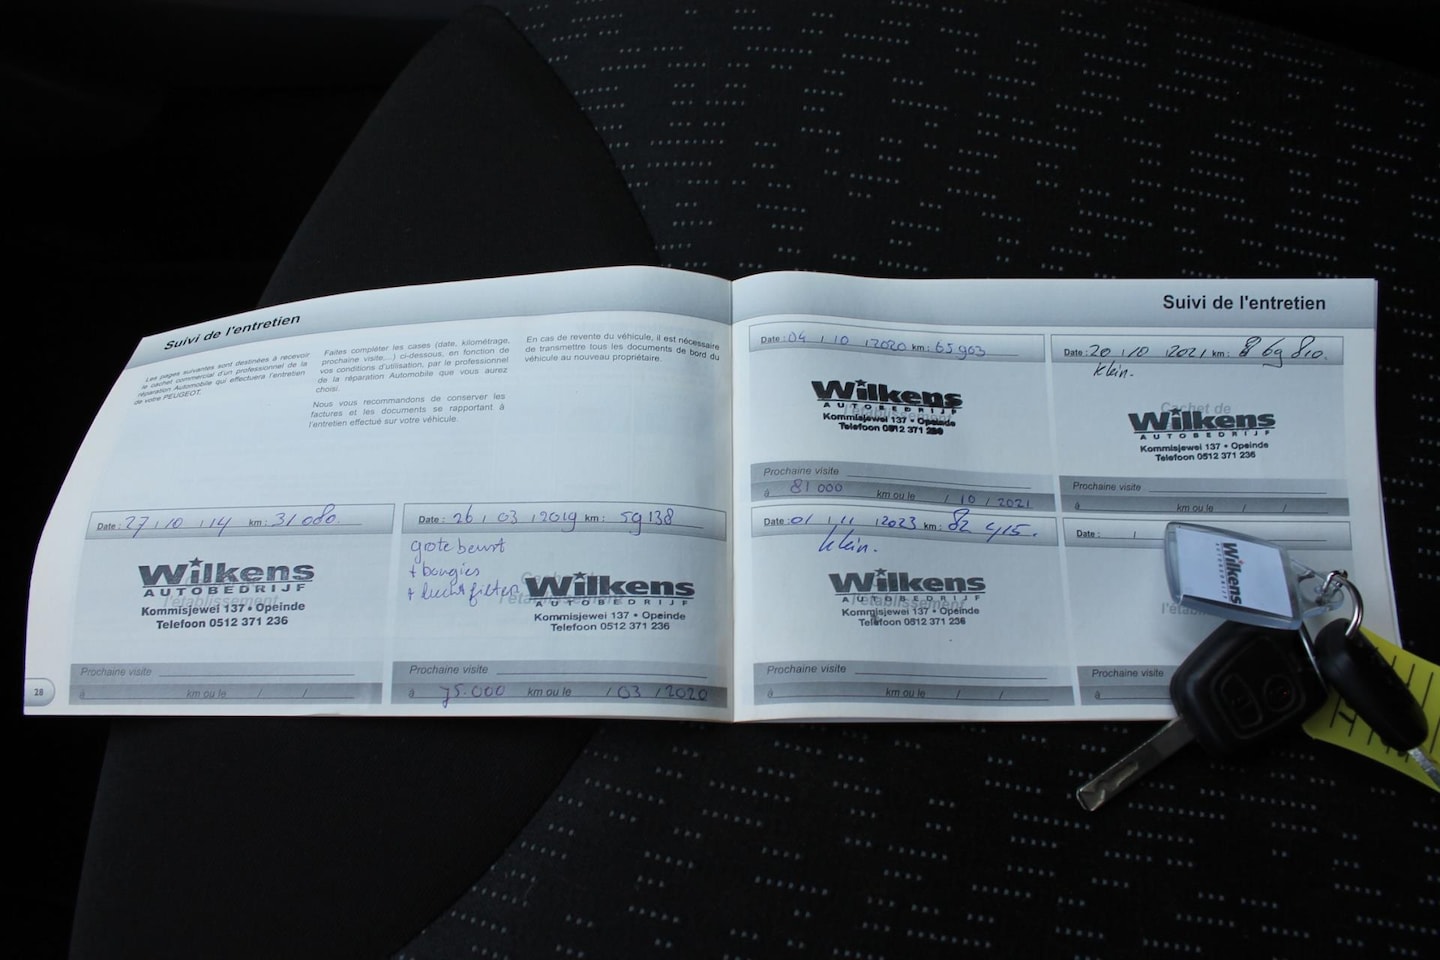 Suivi de l'entretien
Les pages suivantes sont destinées à recevoir
le cachet commercial d'un professionnel de la
réparation Automobile qui effectuera l'entretien
de votre PEUGEOT.
Faites compléter les cases (date, kilométrage,
prochaine visite,...) ci-dessous, en fonction de
vos conditions d'utilisation, par le professionnel
de la réparation Automobile que vous aurez
choisi.
Nous vous recommandons de conserver les
factures et les documents se rapportant à
l'entretien effectué sur votre véhicule.
En cas de revente du véhicule, il est nécessaire
de transmettre tous les documents de bord du
véhicule au nouveau propriétaire.
Date : 27 / 10 / 14 km : 31 080.
Wilkens
AUTOBEDRIJF
l'établissement
Kommisjewei 137 • Opeinde
Telefoon 0512 371 236
Prochaine visite
à km ou le / /
28
Date : 26 / 03 / 2019 km : 59 138
grote beurt
+ bougies
+ luchtfilter
Wilkens
AUTOBEDRIJF
Kommisjewei 137 • Opeinde
Telefoon 0512 371 236
Prochaine visite
à 75.000 km ou le / 03 / 2020
Suivi de l'entretien
Date : 04 / 10 / 2020 km : 65903
Wilkens
AUTOBEDRIJF
l'établissement
Kommisjewei 137 • Opeinde
Telefoon 0512 371 236
Prochaine visite
à 81 000 km ou le / 10 / 2021
Date : 20 / 10 / 2021 km : 69 810.
klein.
Cachet de
Wilkens
AUTOBEDRIJF
Kommisjewei 137 • Opeinde
Telefoon 0512 371 236
Prochaine visite
à km ou le / /
Date : 01 / 11 / 2023 km : 82 415.
klein.
Wilkens
AUTOBEDRIJF
l'établissement
Kommisjewei 137 • Opeinde
Telefoon 0512 371 236
Prochaine visite
à km ou le / /
Date : /
Prochaine visite
à
Wilkens
AUTOBEDRIJF